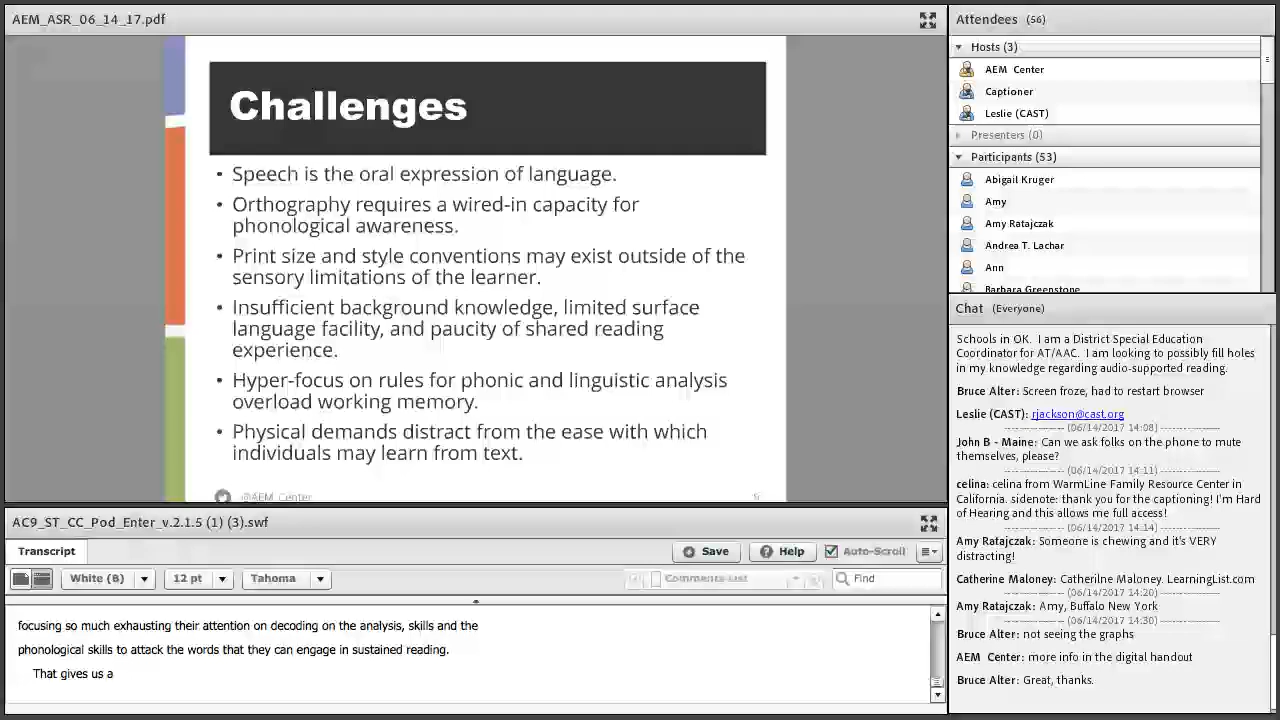 AEM_ASR_06_14_17.pdf
Challenges
• Speech is the oral expression of language.
• Orthography requires a wired-in capacity for
phonological awareness.
• Print size and style conventions may exist outside of the
sensory limitations of the learner.
• Insufficient background knowledge, limited surface
language facility, and paucity of shared reading
experience.
• Hyper-focus on rules for phonic and linguistic analysis
overload working memory.
• Physical demands distract from the ease with which
individuals may learn from text.
@AEM_Center
AC9_ST_CC_Pod_Enter_v.2.1.5 (1) (3).swf
Transcript
Save
Help
Auto-Scroll
White (B)
12 pt
Tahoma
Comments List
Find
focusing so much exhausting their attention on decoding on the analysis, skills and the
phonological skills to attack the words that they can engage in sustained reading.
That gives us a
Attendees (56)
Hosts (3)
AEM Center
Captioner
Leslie (CAST)
Presenters (0)
Participants (53)
Abigail Kruger
Amy
Amy Ratajczak
Andrea T. Lachar
Ann
Barbara Greenstone
Chat (Everyone)
Schools in OK. I am a District Special Education
Coordinator for AT/AAC. I am looking to possibly fill holes
in my knowledge regarding audio-supported reading.
Bruce Alter: Screen froze, had to restart browser
Leslie (CAST): rjackson@cast.org
(06/14/2017 14:08)
John B - Maine: Can we ask folks on the phone to mute
themselves, please?
(06/14/2017 14:11)
celina: celina from WarmLine Family Resource Center in
California. sidenote: thank you for the captioning! I'm Hard
of Hearing and this allows me full access!
(06/14/2017 14:14)
Amy Ratajczak: Someone is chewing and it's VERY
distracting!
Catherine Maloney: Catherilne Maloney. LearningList.com
(06/14/2017 14:20)
Amy Ratajczak: Amy, Buffalo New York
(06/14/2017 14:30)
Bruce Alter: not seeing the graphs
AEM Center: more info in the digital handout
Bruce Alter: Great, thanks.